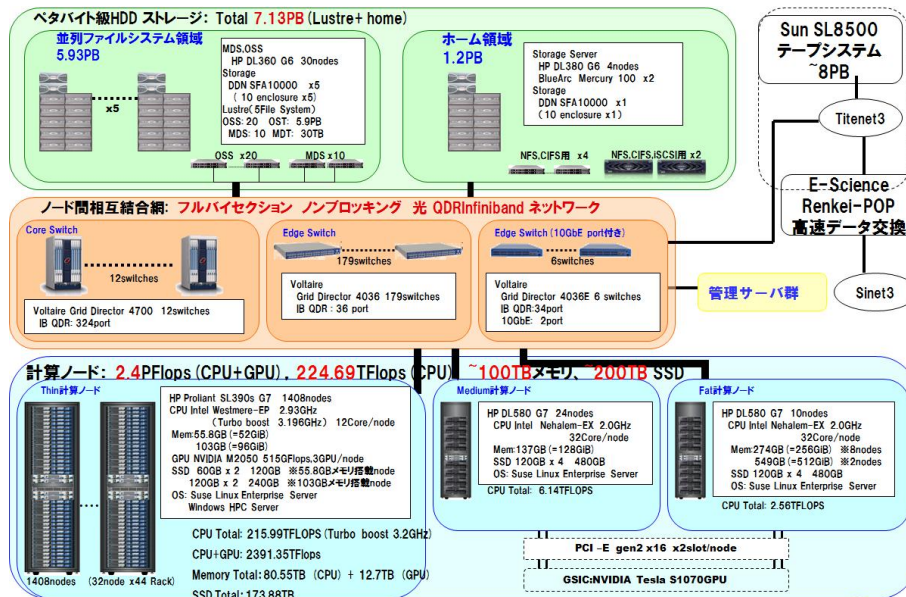 ペタバイト級HDD ストレージ: Total 7.13PB (Lustre+ home)
並列ファイルシステム領域
5.93PB
x5
MDS,OSS
HP DL360 G6 30nodes
Storage
DDN SFA10000 x5
( 10 enclosure x5)
Lustre(5File System)
OSS: 20 OST: 5.9PB
MDS: 10 MDT: 30TB
OSS x20
MDS x10
ホーム領域
1.2PB
Storage Server
HP DL380 G6 4nodes
BlueArc Mercury 100 x2
Storage
DDN SFA10000 x1
(10 enclosure x1)
NFS,CIFS用 x4
NFS,CIFS,iSCSI用 x2
Sun SL8500
テープシステム
~8PB
Titenet3
E-Science
Renkei-POP
高速データ交換
Sinet3
ノード間相互結合網: フルバイセクション ノンブロッキング 光 QDRInfiniband ネットワーク
Core Switch
12switches
Voltaire Grid Director 4700 12switches
IB QDR: 324port
Edge Switch
179switches
Voltaire
Grid Director 4036 179switches
IB QDR : 36 port
Edge Switch (10GbE port付き)
6switches
Voltaire
Grid Director 4036E 6 switches
IB QDR:34port
10GbE: 2port
管理サーバ群
計算ノード: 2.4PFlops (CPU+GPU), 224.69TFlops (CPU) ~100TBメモリ、~200TB SSD
Thin計算ノード
HP Proliant SL390s G7 1408nodes
CPU Intel Westmere-EP 2.93GHz
(Turbo boost 3.196GHz) 12Core/node
Mem:55.8GB (=52GiB)
103GB (=96GiB)
GPU NVIDIA M2050 515GFlops,3GPU/node
SSD 60GB x 2 120GB ※55.8GBメモリ搭載node
120GB x 2 240GB ※103GBメモリ搭載node
OS: Suse Linux Enterprise Server
Windows HPC Server
CPU Total: 215.99TFLOPS (Turbo boost 3.2GHz)
CPU+GPU: 2391.35TFlops
Memory Total: 80.55TB (CPU) + 12.7TB (GPU)
SSD Total: 173.88TB
1408nodes (32node x44 Rack)
Medium計算ノード
HP DL580 G7 24nodes
CPU Intel Nehalem-EX 2.0GHz
32Core/node
Mem:137GB (=128GiB)
SSD 120GB x 4 480GB
OS: Suse Linux Enterprise Server
CPU Total: 6.14TFLOPS
Fat計算ノード
HP DL580 G7 10nodes
CPU Intel Nehalem-EX 2.0GHz
32Core/node
Mem:274GB (=256GiB) ※8nodes
549GB (=512GiB) ※2nodes
SSD 120GB x 4 480GB
OS: Suse Linux Enterprise Server
CPU Total: 2.56TFLOPS
PCI –E gen2 x16 x2slot/node
GSIC:NVIDIA Tesla S1070GPU